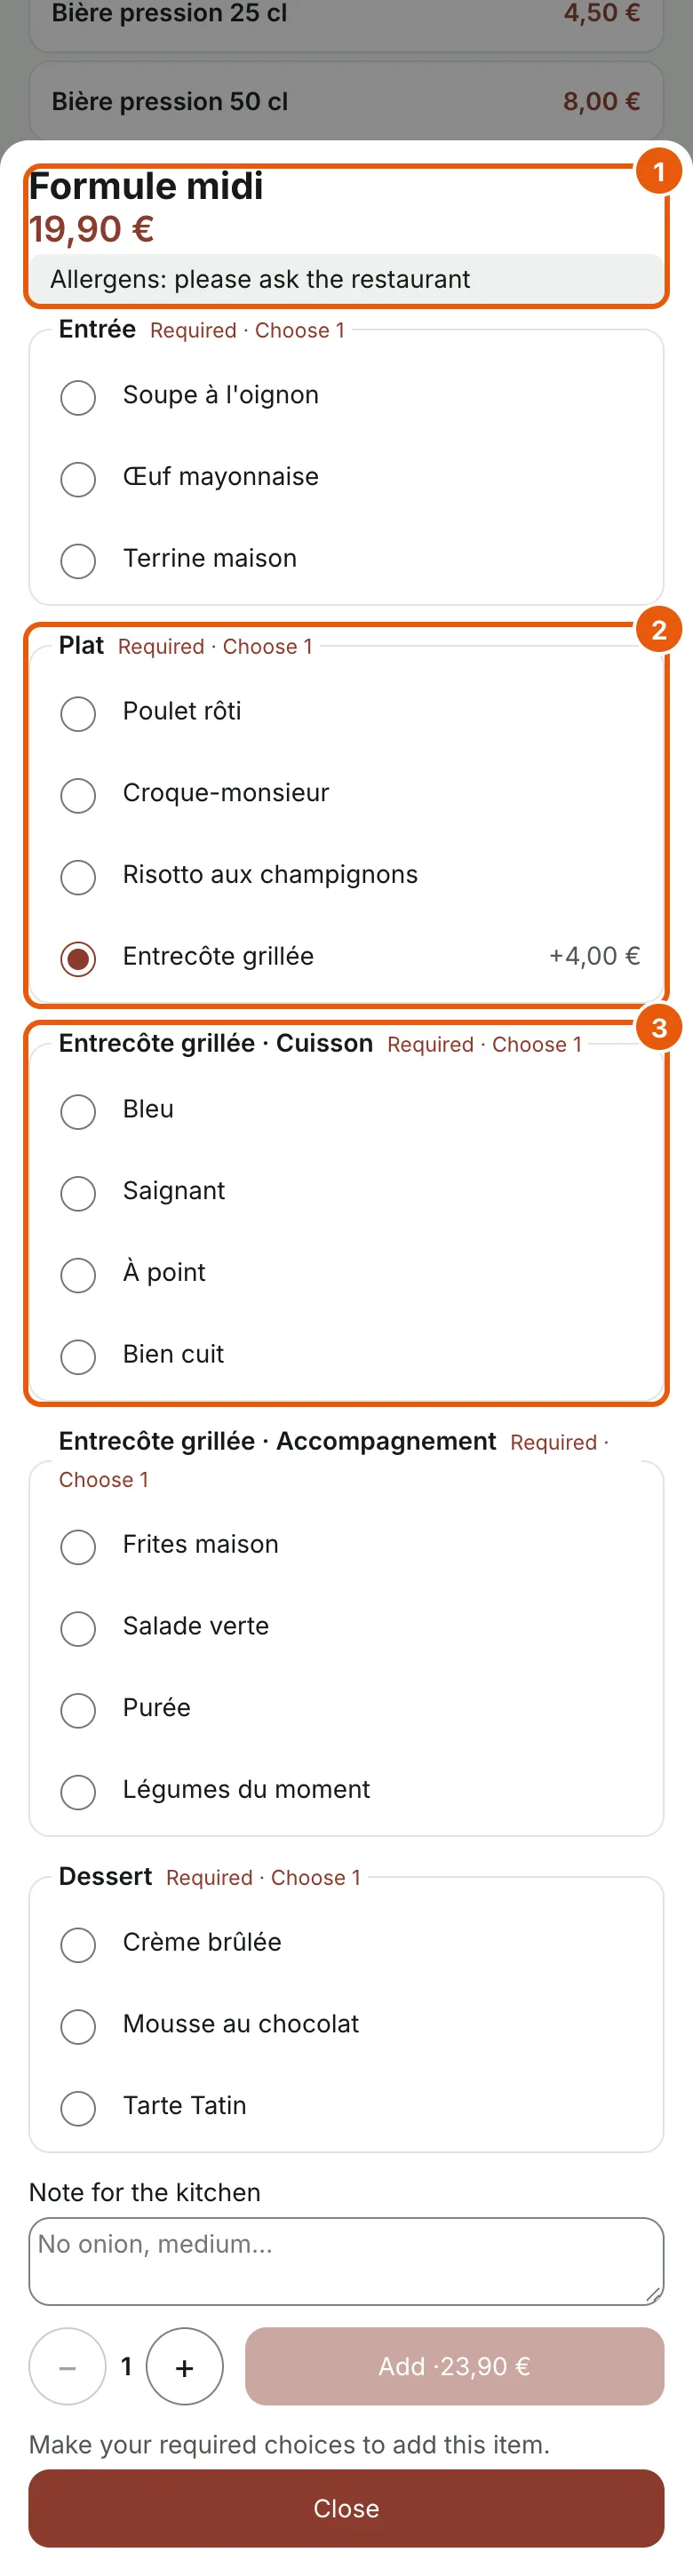 Bière pression 25 cl 4,50 €
Bière pression 50 cl 8,00 €
1
Formule midi
19,90 €
Allergens: please ask the restaurant
Entrée Required · Choose 1
Soupe à l'oignon
Œuf mayonnaise
Terrine maison
2
Plat Required · Choose 1
Poulet rôti
Croque-monsieur
Risotto aux champignons
Entrecôte grillée +4,00 €
3
Entrecôte grillée · Cuisson Required · Choose 1
Bleu
Saignant
À point
Bien cuit
Entrecôte grillée · Accompagnement Required ·
Choose 1
Frites maison
Salade verte
Purée
Légumes du moment
Dessert Required · Choose 1
Crème brûlée
Mousse au chocolat
Tarte Tatin
Note for the kitchen
No onion, medium...
− 1 + Add ·23,90 €
Make your required choices to add this item.
Close